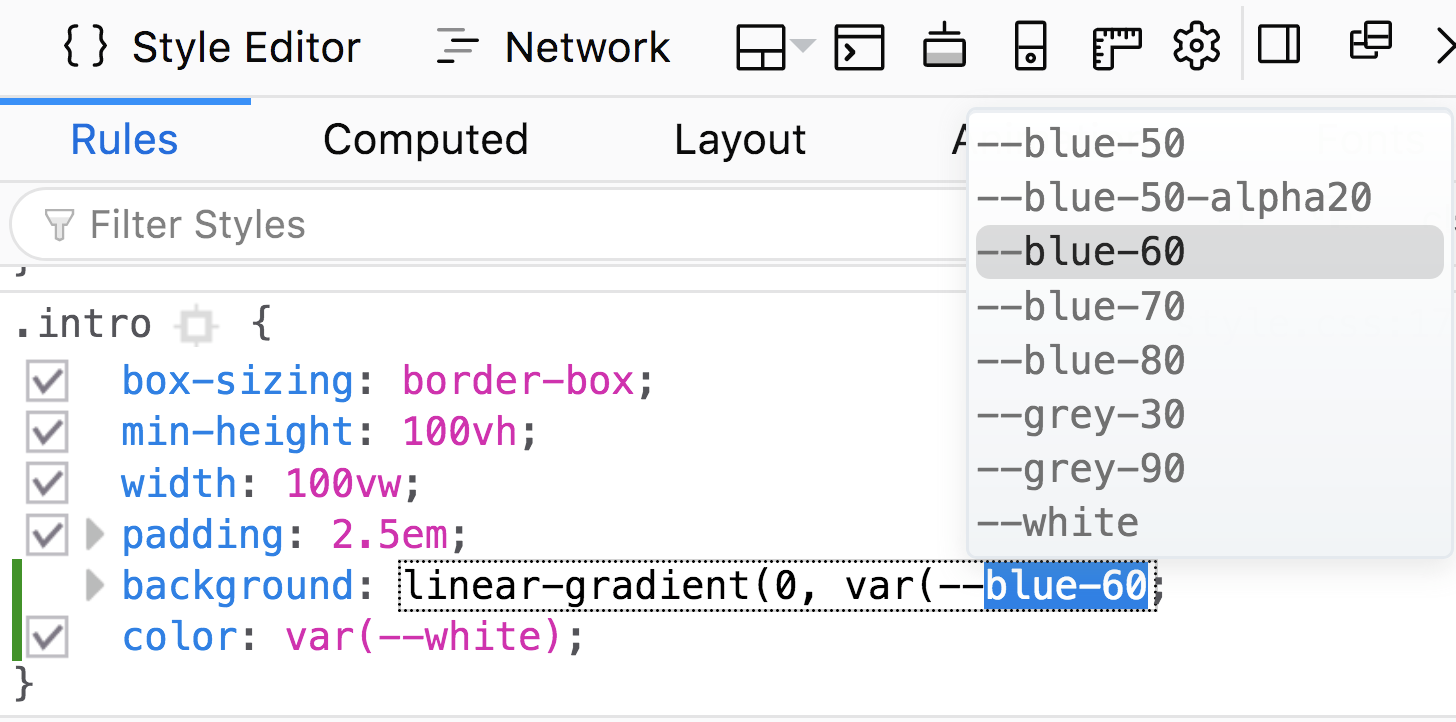 { } Style Editor Network
Rules Computed Layout A
Filter Styles
--blue-50
--blue-50-alpha20
--blue-60
--blue-70
--blue-80
--grey-30
--grey-90
--white
}
.intro {
box-sizing: border-box;
min-height: 100vh;
width: 100vw;
padding: 2.5em;
background: linear-gradient(0, var(--blue-60;
color: var(--white);
}